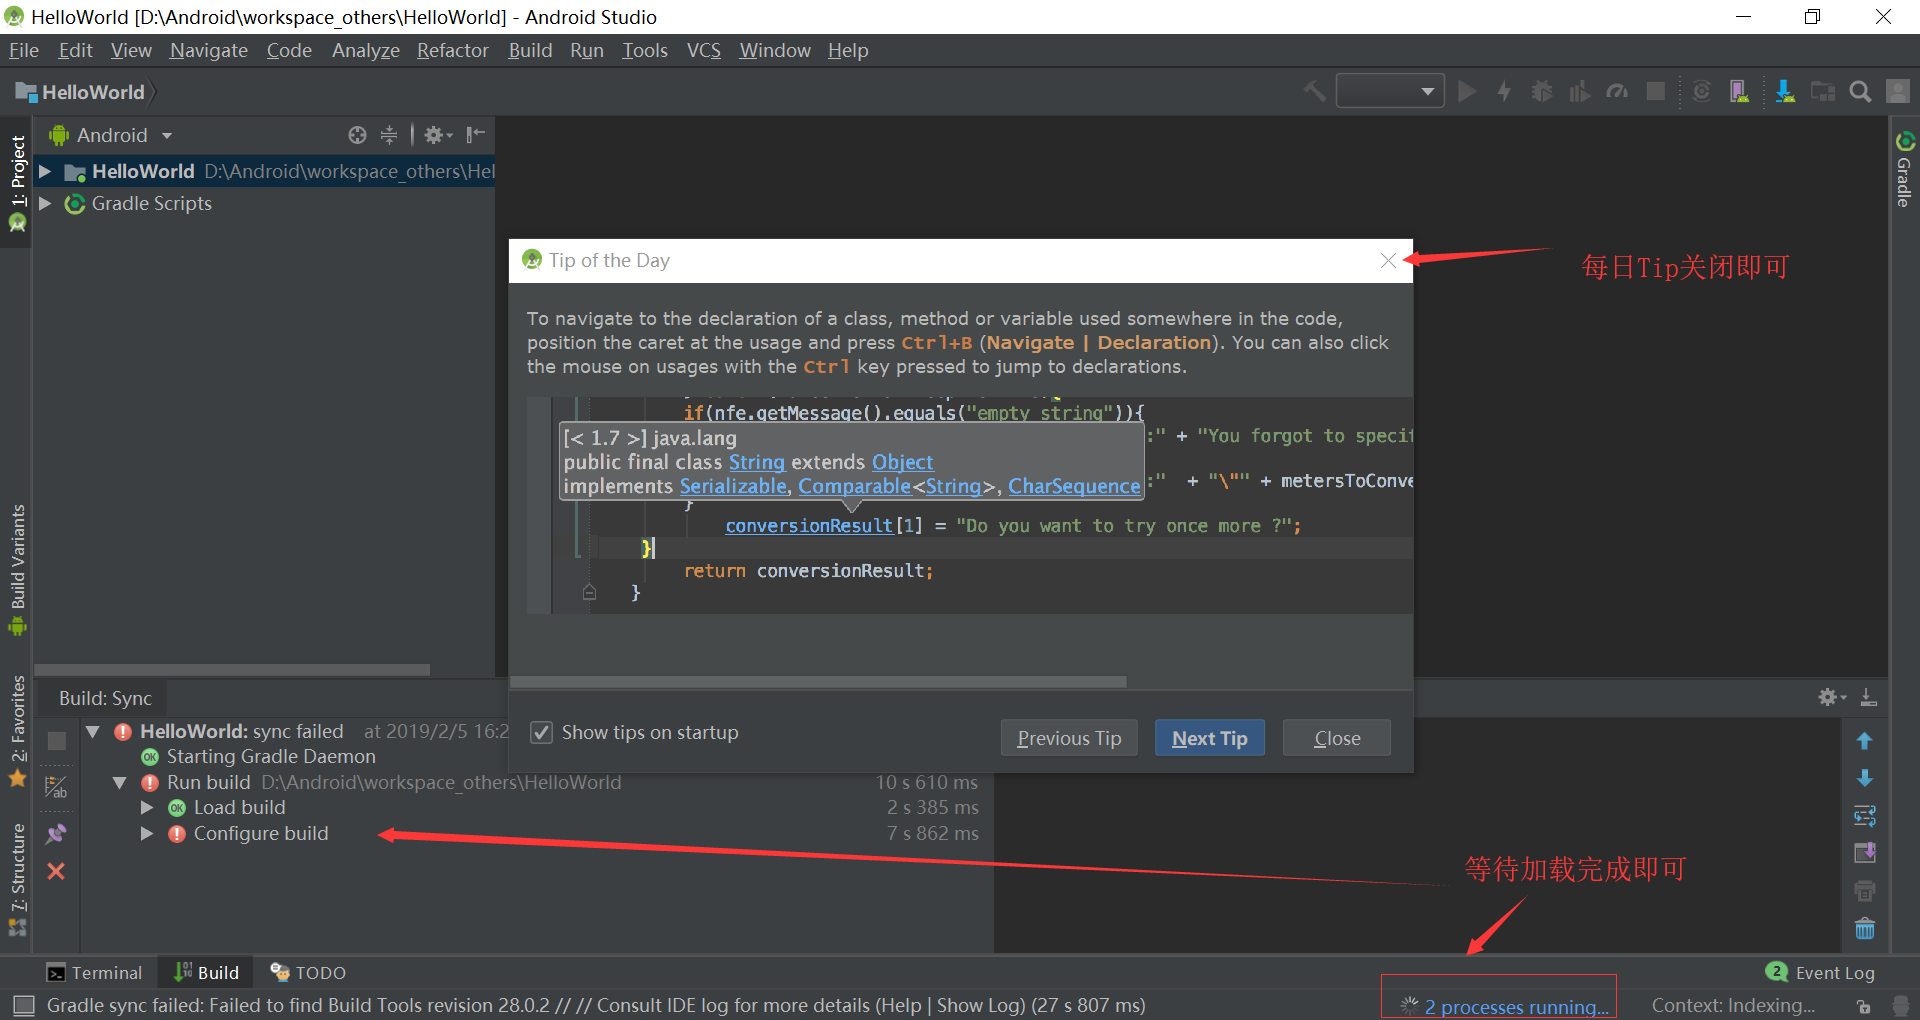 HelloWorld [D:\Android\workspace_others\HelloWorld] - Android Studio
File Edit View Navigate Code Analyze Refactor Build Run Tools VCS Window Help
HelloWorld
Android
1: Project
HelloWorld D:\Android\workspace_others\Hel
Gradle Scripts
Gradle
Tip of the Day
每日Tip关闭即可
To navigate to the declaration of a class, method or variable used somewhere in the code,
position the caret at the usage and press Ctrl+B (Navigate | Declaration). You can also click
the mouse on usages with the Ctrl key pressed to jump to declarations.
if(nfe.getMessage().equals("empty string")){
[< 1.7 >] java.lang
:" + "You forgot to specif
public final class String extends Object
implements Serializable, Comparable<String>, CharSequence
:" + "\"" + metersToConve
}
conversionResult[1] = "Do you want to try once more ?";
}
return conversionResult;
}
Build Variants
2: Favorites
7: Structure
Show tips on startup
Previous Tip
Next Tip
Close
Build: Sync
HelloWorld: sync failed at 2019/2/5 16:2
Starting Gradle Daemon
Run build D:\Android\workspace_others\HelloWorld 10 s 610 ms
Load build 2 s 385 ms
Configure build 7 s 862 ms
等待加载完成即可
Terminal
Build
TODO
2 Event Log
Gradle sync failed: Failed to find Build Tools revision 28.0.2 // // Consult IDE log for more details (Help | Show Log) (27 s 807 ms)
2 processes running...
Context: Indexing...